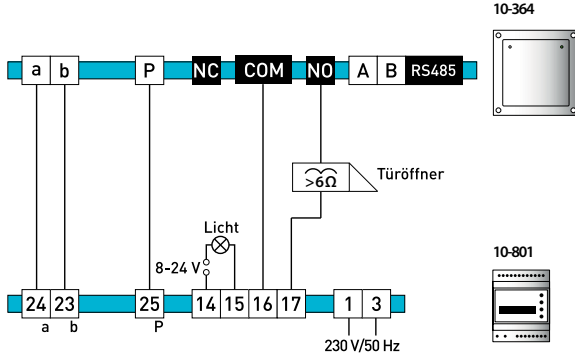 10-364
a b P NC COM NO A B RS485
>6Ω
Türöffner
Licht
8-24 V
10-801
24 23 25 14 15 16 17 1 3
a b P
230 V/50 Hz